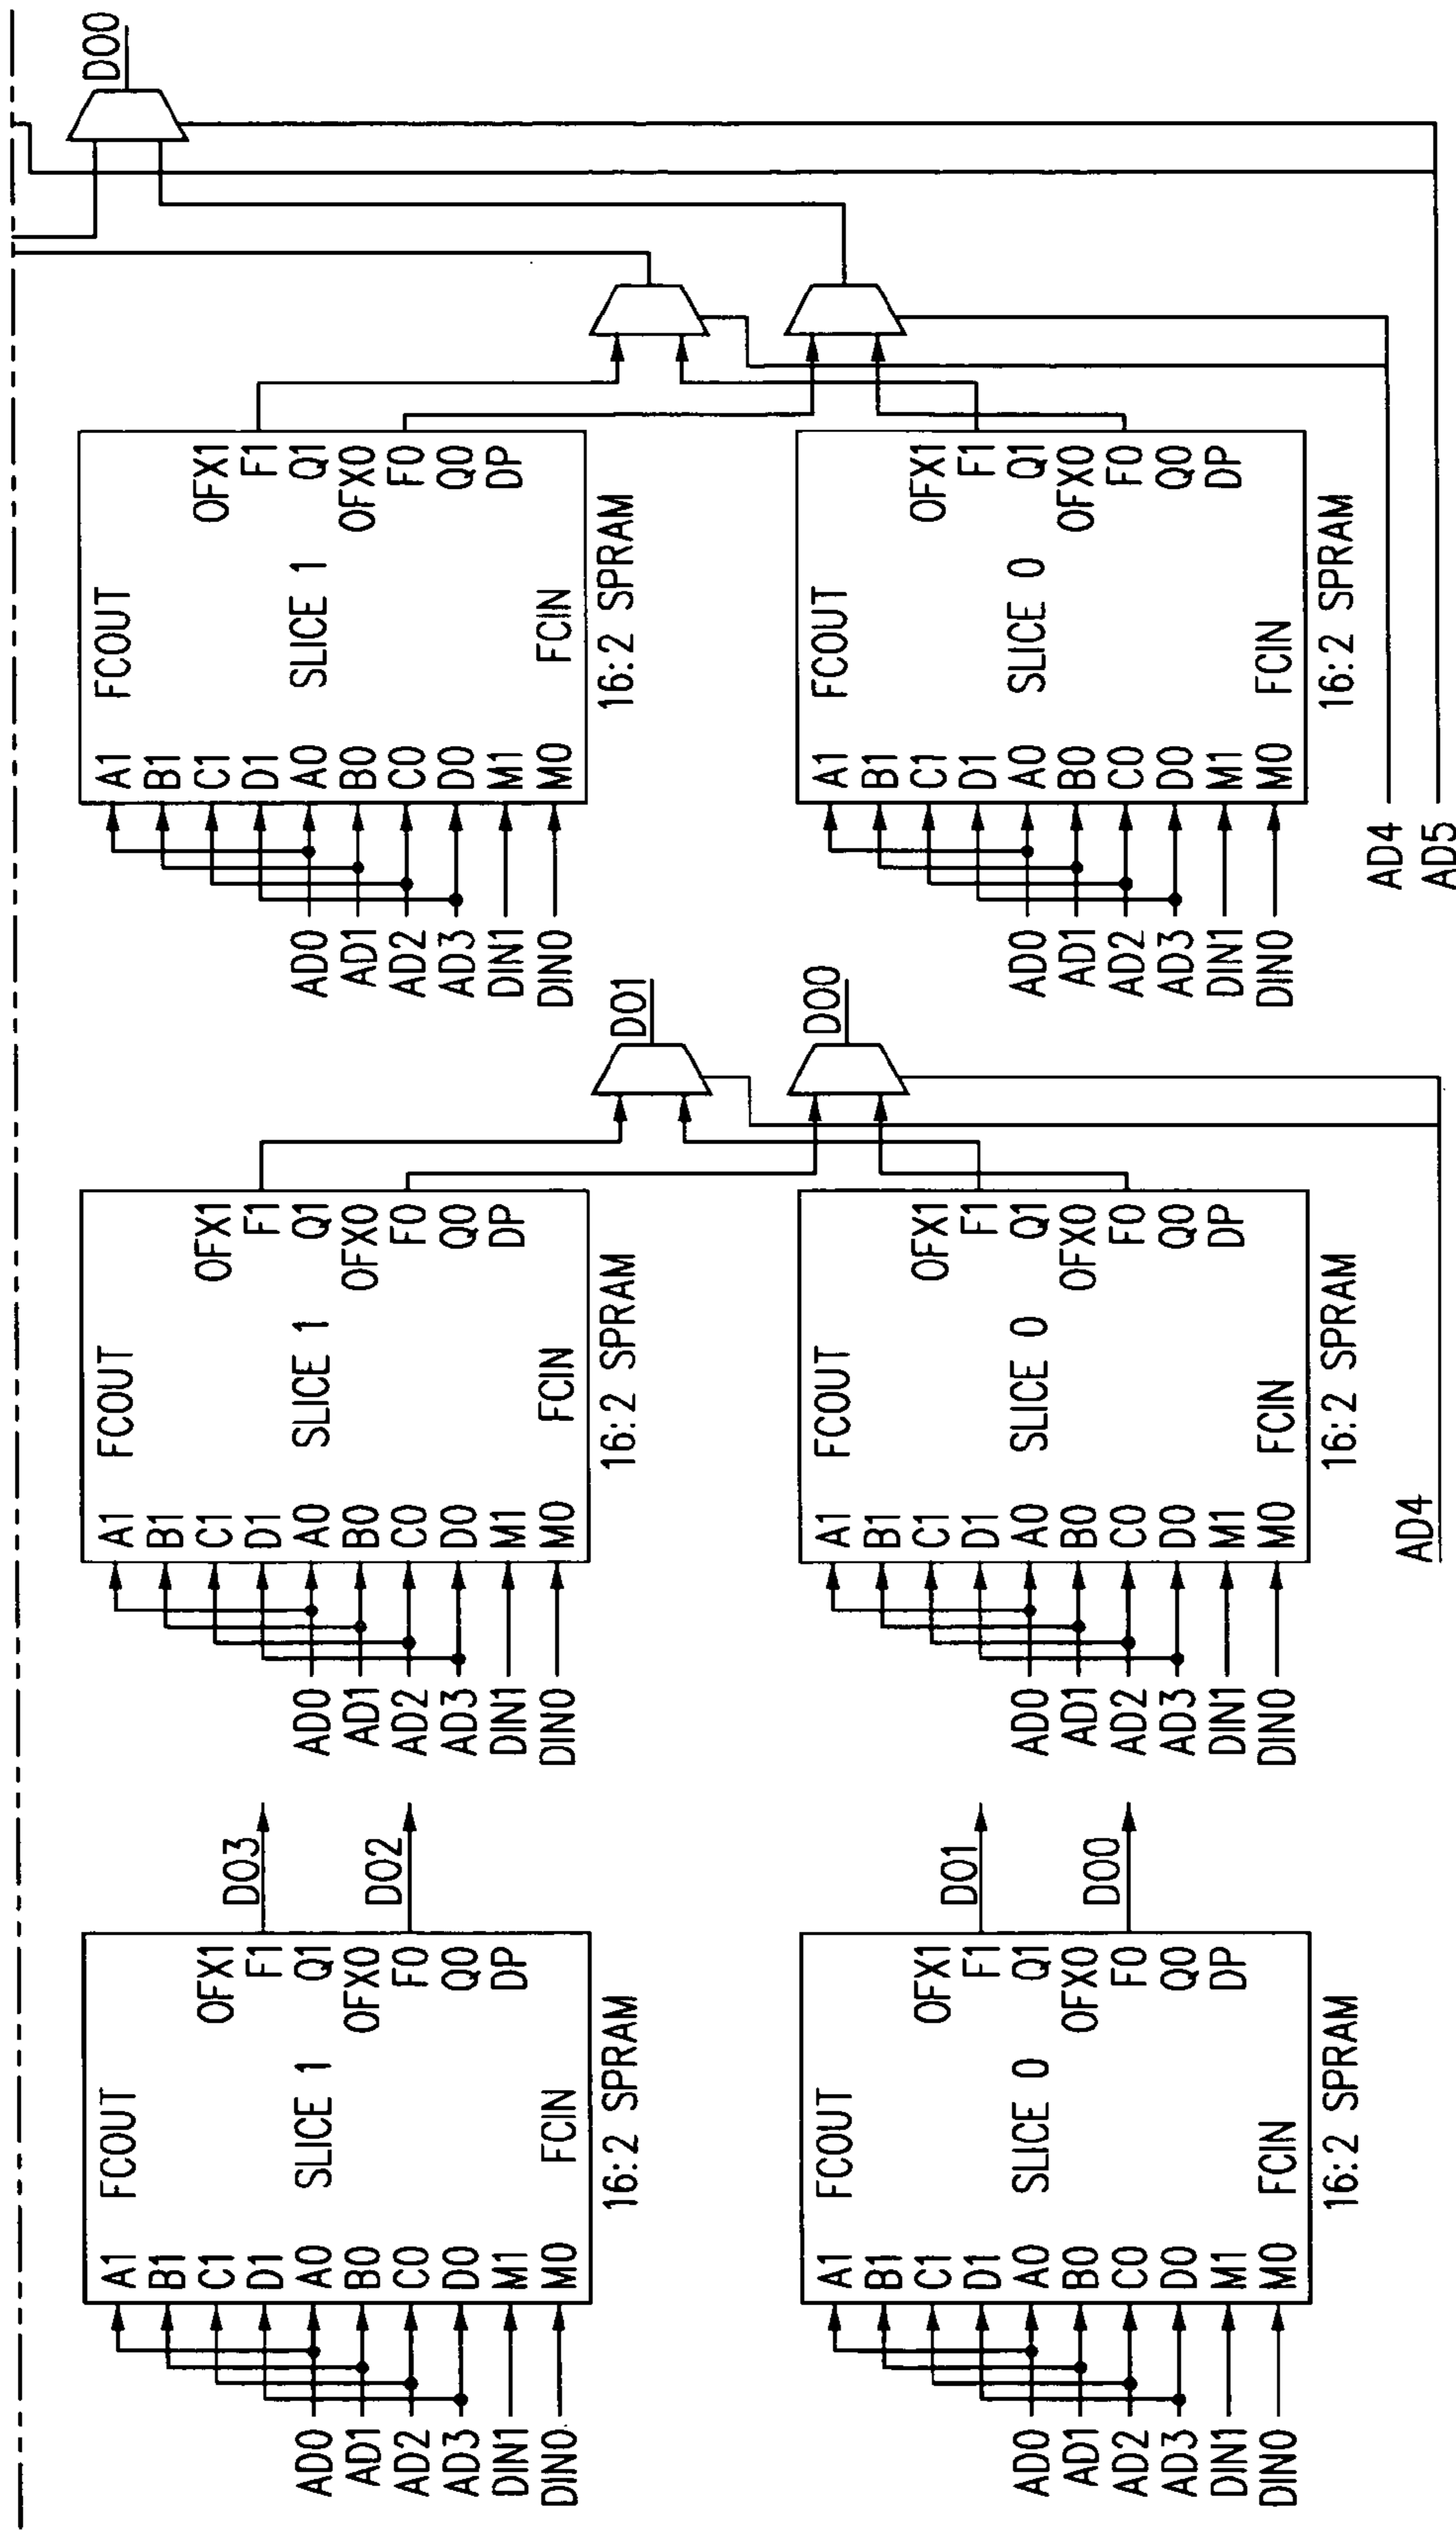 A1 FCOUT
B1
C1 OFX1
D1 F1 DO3
AD0 A0 SLICE 1 Q1
AD1 B0 OFX0
AD2 C0 F0 DO2
AD3 D0 Q0
DIN1 M1 DP
DIN0 M0 FCIN
16:2 SPRAM
A1 FCOUT
B1
C1 OFX1
D1 F1 DO1
AD0 A0 SLICE 0 Q1
AD1 B0 OFX0
AD2 C0 F0 DO0
AD3 D0 Q0
DIN1 M1 DP
DIN0 M0 FCIN
16:2 SPRAM
A1 FCOUT
B1
C1 OFX1
D1 F1
AD0 A0 SLICE 1 Q1
AD1 B0 OFX0
AD2 C0 F0
AD3 D0 Q0
DIN1 M1 DP
DIN0 M0 FCIN
16:2 SPRAM
DO1
DO0
A1 FCOUT
B1
C1 OFX1
D1 F1
AD0 A0 SLICE 0 Q1
AD1 B0 OFX0
AD2 C0 F0
AD3 D0 Q0
DIN1 M1 DP
DIN0 M0 FCIN
16:2 SPRAM
AD4
DO0
A1 FCOUT
B1
C1 OFX1
D1 F1
AD0 A0 SLICE 1 Q1
AD1 B0 OFX0
AD2 C0 F0
AD3 D0 Q0
DIN1 M1 DP
DIN0 M0 FCIN
16:2 SPRAM
A1 FCOUT
B1
C1 OFX1
D1 F1
AD0 A0 SLICE 0 Q1
AD1 B0 OFX0
AD2 C0 F0
AD3 D0 Q0
DIN1 M1 DP
DIN0 M0 FCIN
16:2 SPRAM
AD4
AD5